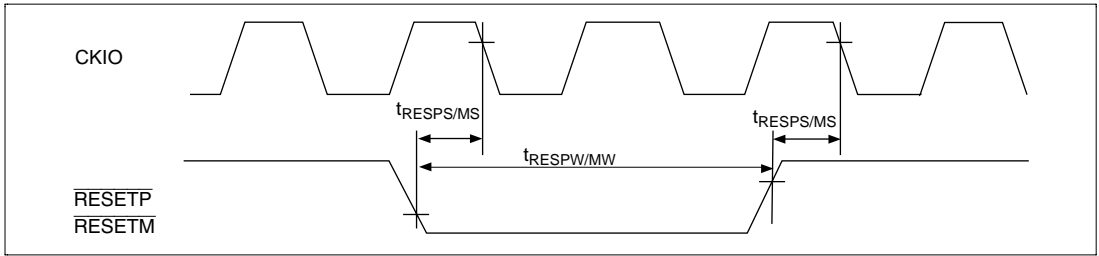 CKIO
tRESPS/MS
tRESPS/MS
tRESPW/MW
RESETP
RESETM